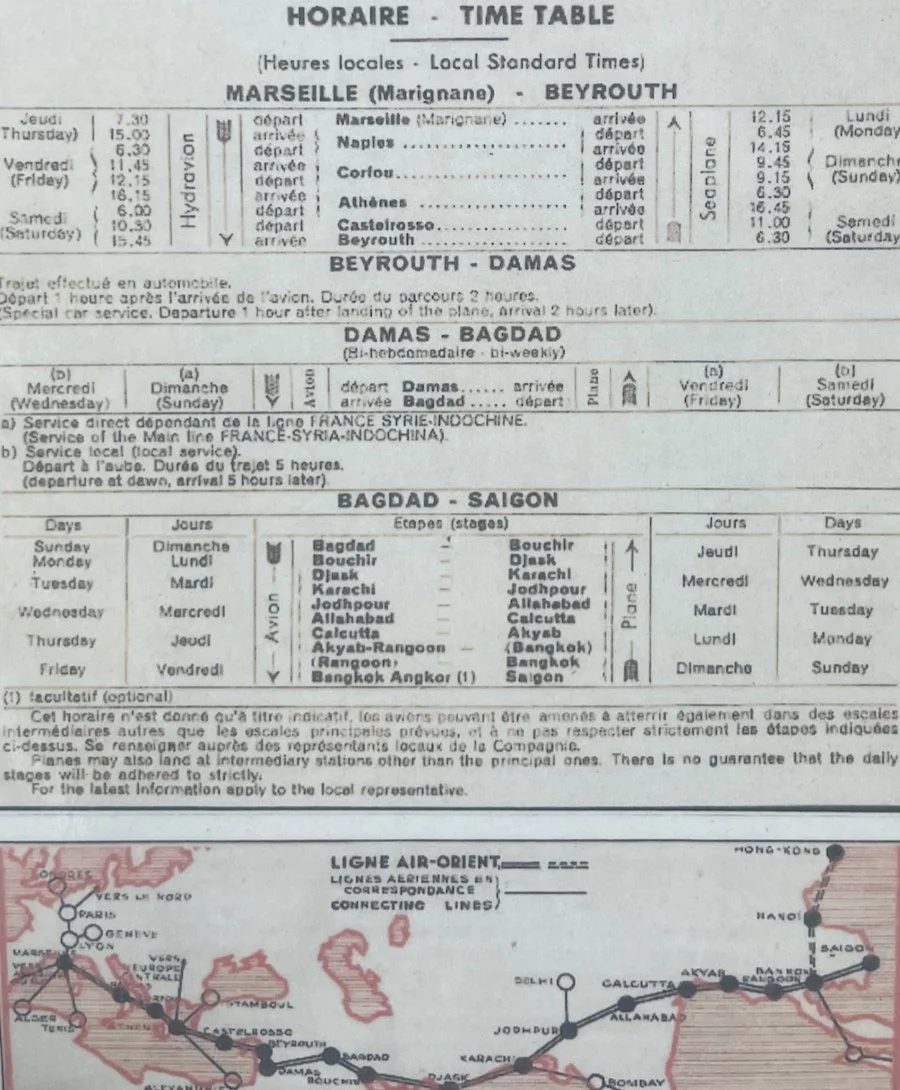 HORAIRE - TIME TABLE
(Heures locales - Local Standard Times)
MARSEILLE (Marignane) - BEYROUTH
Jeudi 7.30 départ Marseille (Marignane) ....... arrivée 12.15 Lundi
Thursday) 15.00 arrivée départ 6.45 (Monday
6.30 départ Naples arrivée 14.15
Vendredi 11.45 arrivée départ 9.45 Dimanche
(Friday) 12.15 départ Corfou arrivée 9.15 (Sunday)
16.15 arrivée départ 6.30
Samedi 6.00 départ Athènes arrivée 16.45
(Saturday) 10.30 départ Castelrosso départ 11.00 Samedi
15.45 arrivée Beyrouth départ 6.30 (Saturday
Hydravion
Seaplane
BEYROUTH - DAMAS
Trajet effectué en automobile.
Départ 1 heure après l'arrivée de l'avion. Durée du parcours 2 heures.
(Special car service. Departure 1 hour after landing of the plane, arrival 2 hours later).
DAMAS - BAGDAD
(Bi-hebdomadaire - bi-weekly)
(b) (a) (a) (b)
Mercredi Dimanche Avion départ Damas...... arrivée Plane Vendredi Samedi
(Wednesday) (Sunday) arrivée Bagdad ..... départ (Friday) (Saturday)
a) Service direct dépendant de la ligne FRANCE SYRIE-INDOCHINE.
(Service of the Main line FRANCE-SYRIA-INDOCHINA).
b) Service local (local service).
Départ à l'aube. Durée du trajet 5 heures.
(departure at dawn, arrival 5 hours later)
BAGDAD - SAIGON
Days Jours Etapes (stages) Jours Days
Sunday Dimanche Bagdad - Bouchir Jeudi Thursday
Monday Lundi Bouchir - Djask
Tuesday Mardi Djask - Karachi Mercredi Wednesday
Karachi - Jodhpour
Wednesday Mercredi Jodhpour - Allahabad Mardi Tuesday
Allahabad - Calcutta
Thursday Jeudi Calcutta - Akyab Lundi Monday
Akyab-Rangoon - (Bangkok)
Friday Vendredi (Rangoon) - Bangkok Dimanche Sunday
Bangkok Angkor (1) Saigon
Avion
Plane
(1) facultatif (optional)
Cet horaire n'est donné qu'à titre indicatif, les avions pouvant être amenés à atterrir également dans des escales
intermédiaires autres que les escales principales prévues, et à ne pas respecter strictement les étapes indiquées
ci-dessus. Se renseigner auprès des représentants locaux de la Compagnie.
Planes may also land at intermediary stations other than the principal ones. There is no guarantee that the daily
stages will be adhered to strictly.
For the latest information apply to the local representative.
LIGNE AIR-ORIENT
LIGNES AERIENNES EN
CORRESPONDANCE
CONNECTING LINES
HONG-KONG
LONDRES
VERS LE NORD
PARIS
GENEVE
LYON
HANOI
SAIGON
VERS
EUROPE
CENTRALE
ISTAMBOUL
ALGER
TUNIS
CASTELROSSO
BEYROUTH
DAMAS
BAGDAD
BOUCHIR
DJASK
KARACHI
JODHPUR
DELHI
ALLAHABAD
CALCUTTA
AKYAB
RANGOON
BOMBAY